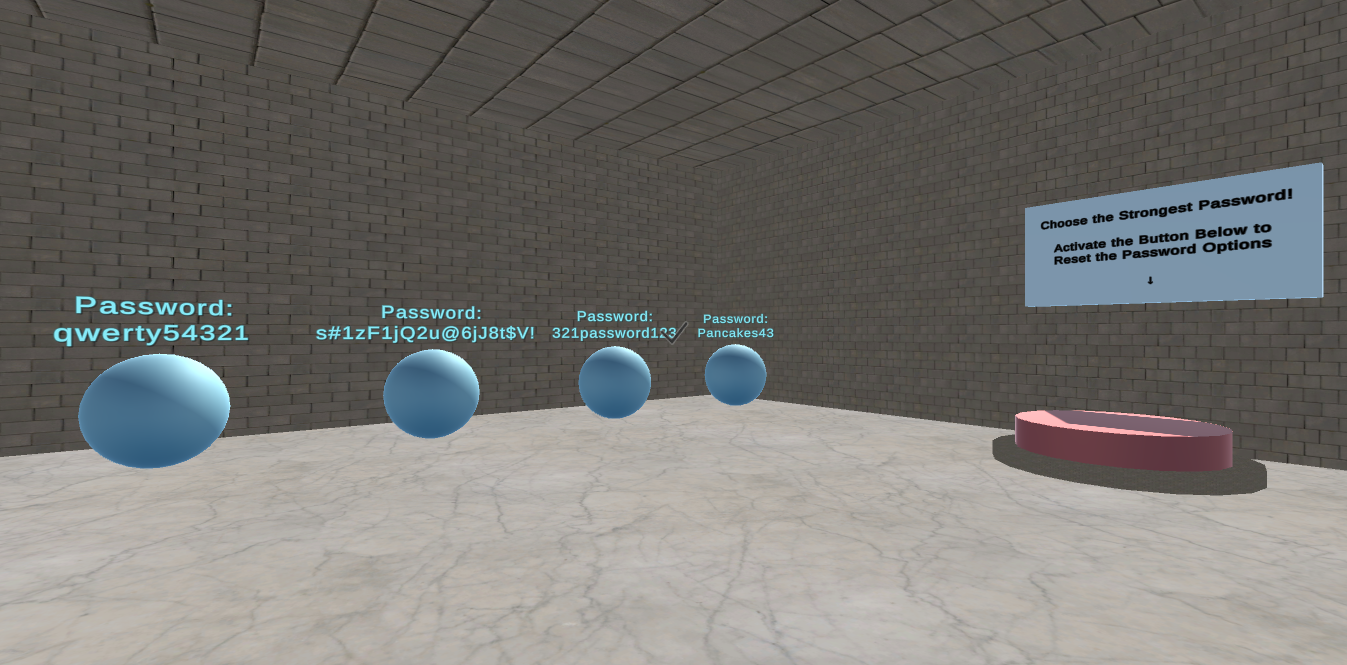 Choose the Strongest Password!
Activate the Button Below to
Reset the Password Options
↓
Password:
qwerty54321
Password:
s#1zF1jQ2u@6jJ8t$V!
Password:
321password123
Password:
Pancakes43